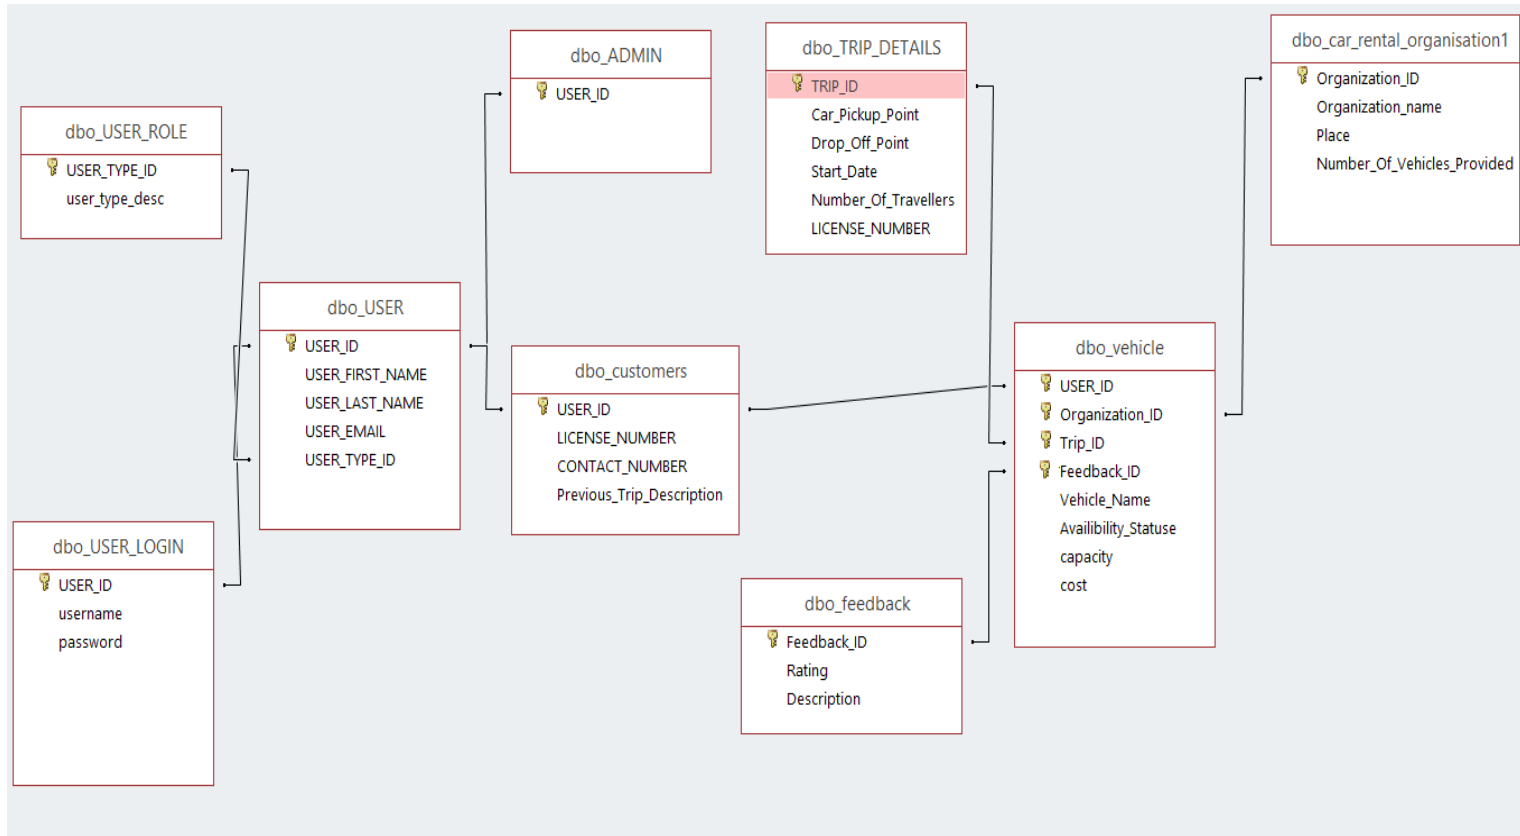 dbo_USER_ROLE
USER_TYPE_ID
user_type_desc
dbo_USER_LOGIN
USER_ID
username
password
dbo_USER
USER_ID
USER_FIRST_NAME
USER_LAST_NAME
USER_EMAIL
USER_TYPE_ID
dbo_ADMIN
USER_ID
dbo_customers
USER_ID
LICENSE_NUMBER
CONTACT_NUMBER
Previous_Trip_Description
dbo_TRIP_DETAILS
TRIP_ID
Car_Pickup_Point
Drop_Off_Point
Start_Date
Number_Of_Travellers
LICENSE_NUMBER
dbo_feedback
Feedback_ID
Rating
Description
dbo_vehicle
USER_ID
Organization_ID
Trip_ID
Feedback_ID
Vehicle_Name
Availibility_Statuse
capacity
cost
dbo_car_rental_organisation1
Organization_ID
Organization_name
Place
Number_Of_Vehicles_Provided